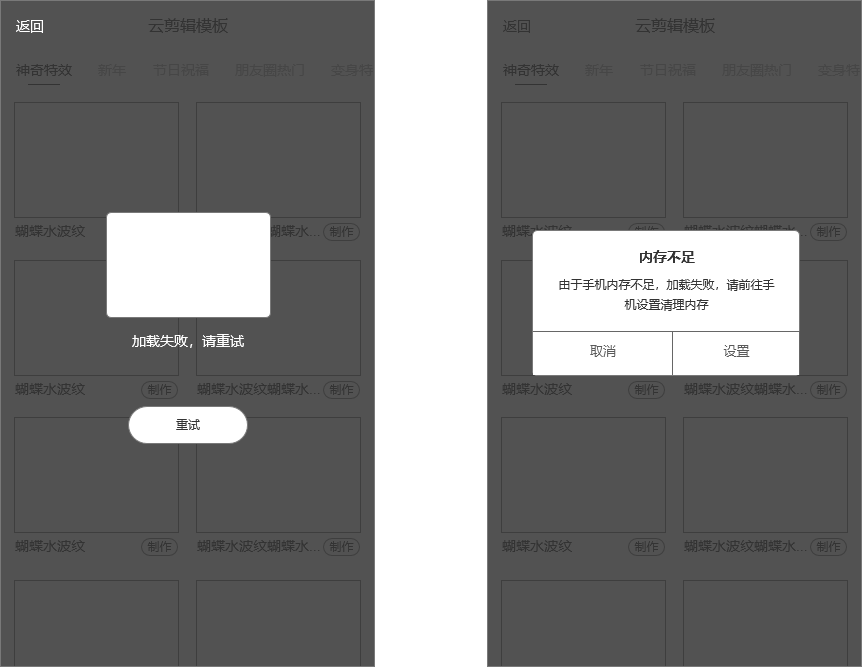 返回
云剪辑模板
神奇特效 新年 节日祝福 朋友圈热门 变身特
蝴蝶水波纹
蝴蝶水... 制作
加载失败，请重试
蝴蝶水波纹 制作
蝴蝶水波纹蝴蝶水... 制作
重试
蝴蝶水波纹 制作
蝴蝶水波纹蝴蝶水... 制作
返回
云剪辑模板
神奇特效 新年 节日祝福 朋友圈热门 变身特
蝴蝶水波纹 制作
蝴蝶水波纹蝴蝶水... 制作
内存不足
由于手机内存不足，加载失败，请前往手
机设置清理内存
取消 设置
蝴蝶水波纹 制作
蝴蝶水波纹蝴蝶水... 制作
蝴蝶水波纹 制作
蝴蝶水波纹蝴蝶水... 制作